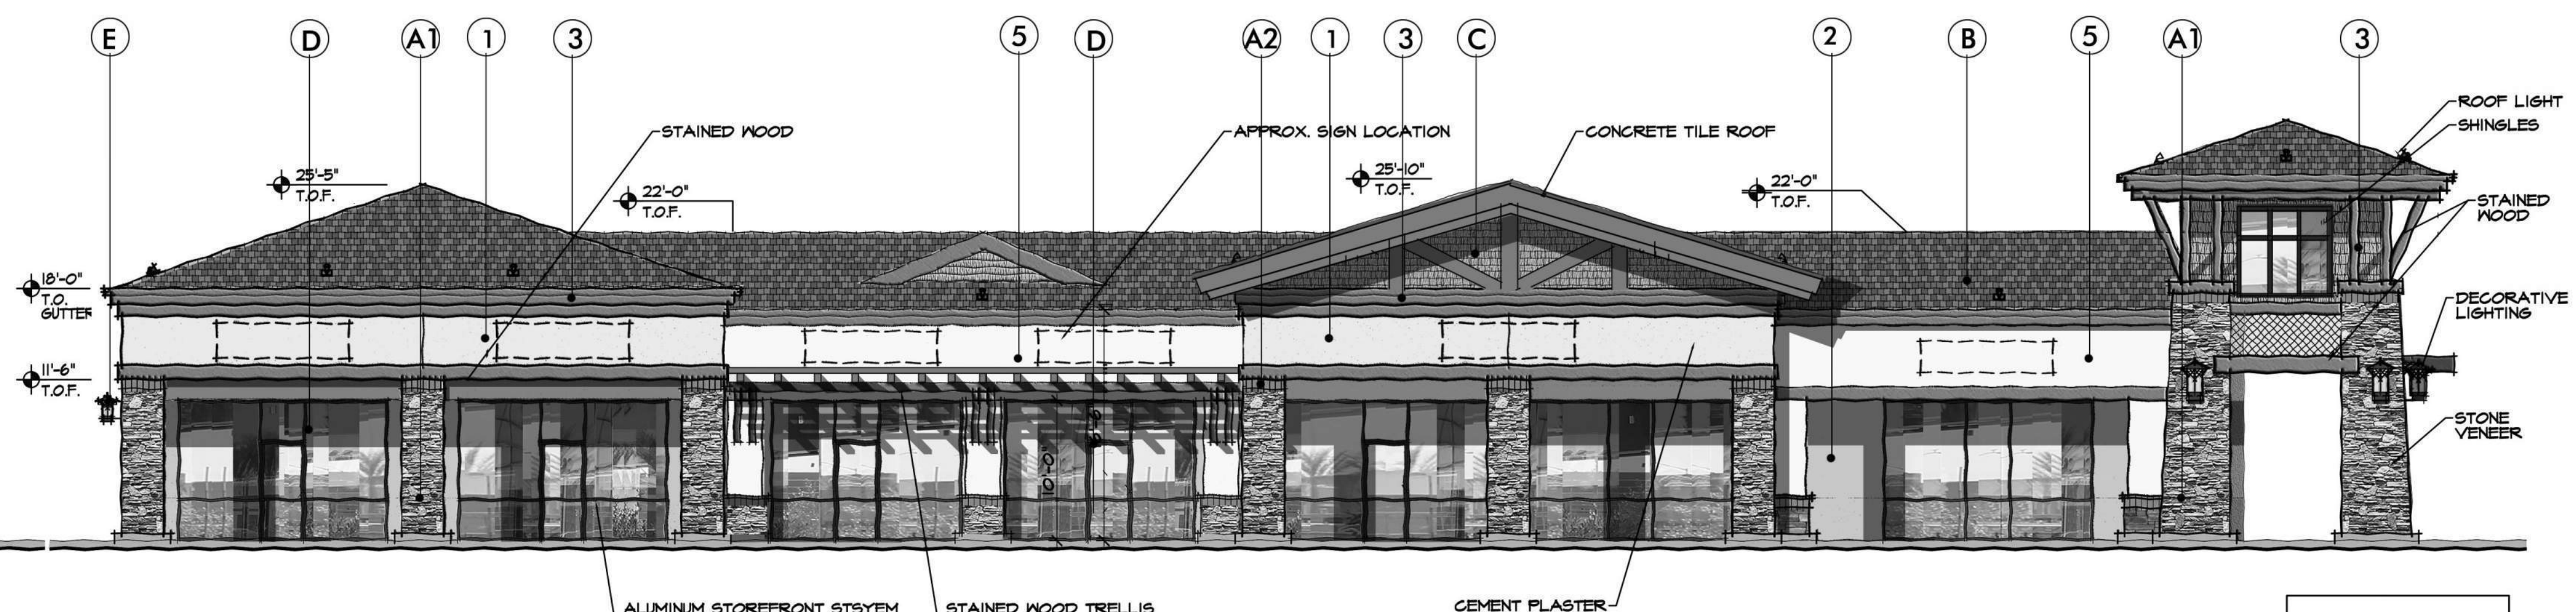 E D A1 1 3 5 D A2 1 3 C 2 B 5 A1 3
ROOF LIGHT
SHINGLES
STAINED WOOD
APPROX. SIGN LOCATION
CONCRETE TILE ROOF
25'-5"
T.O.F.
22'-0"
T.O.F.
25'-10"
T.O.F.
22'-0"
T.O.F.
STAINED
WOOD
18'-0"
T.O.
GUTTER
DECORATIVE
LIGHTING
11'-6"
T.O.F.
STONE
VENEER
10'-0"
ALUMINUM STOREFRONT STSYEM
STAINED WOOD TRELLIS
CEMENT PLASTER